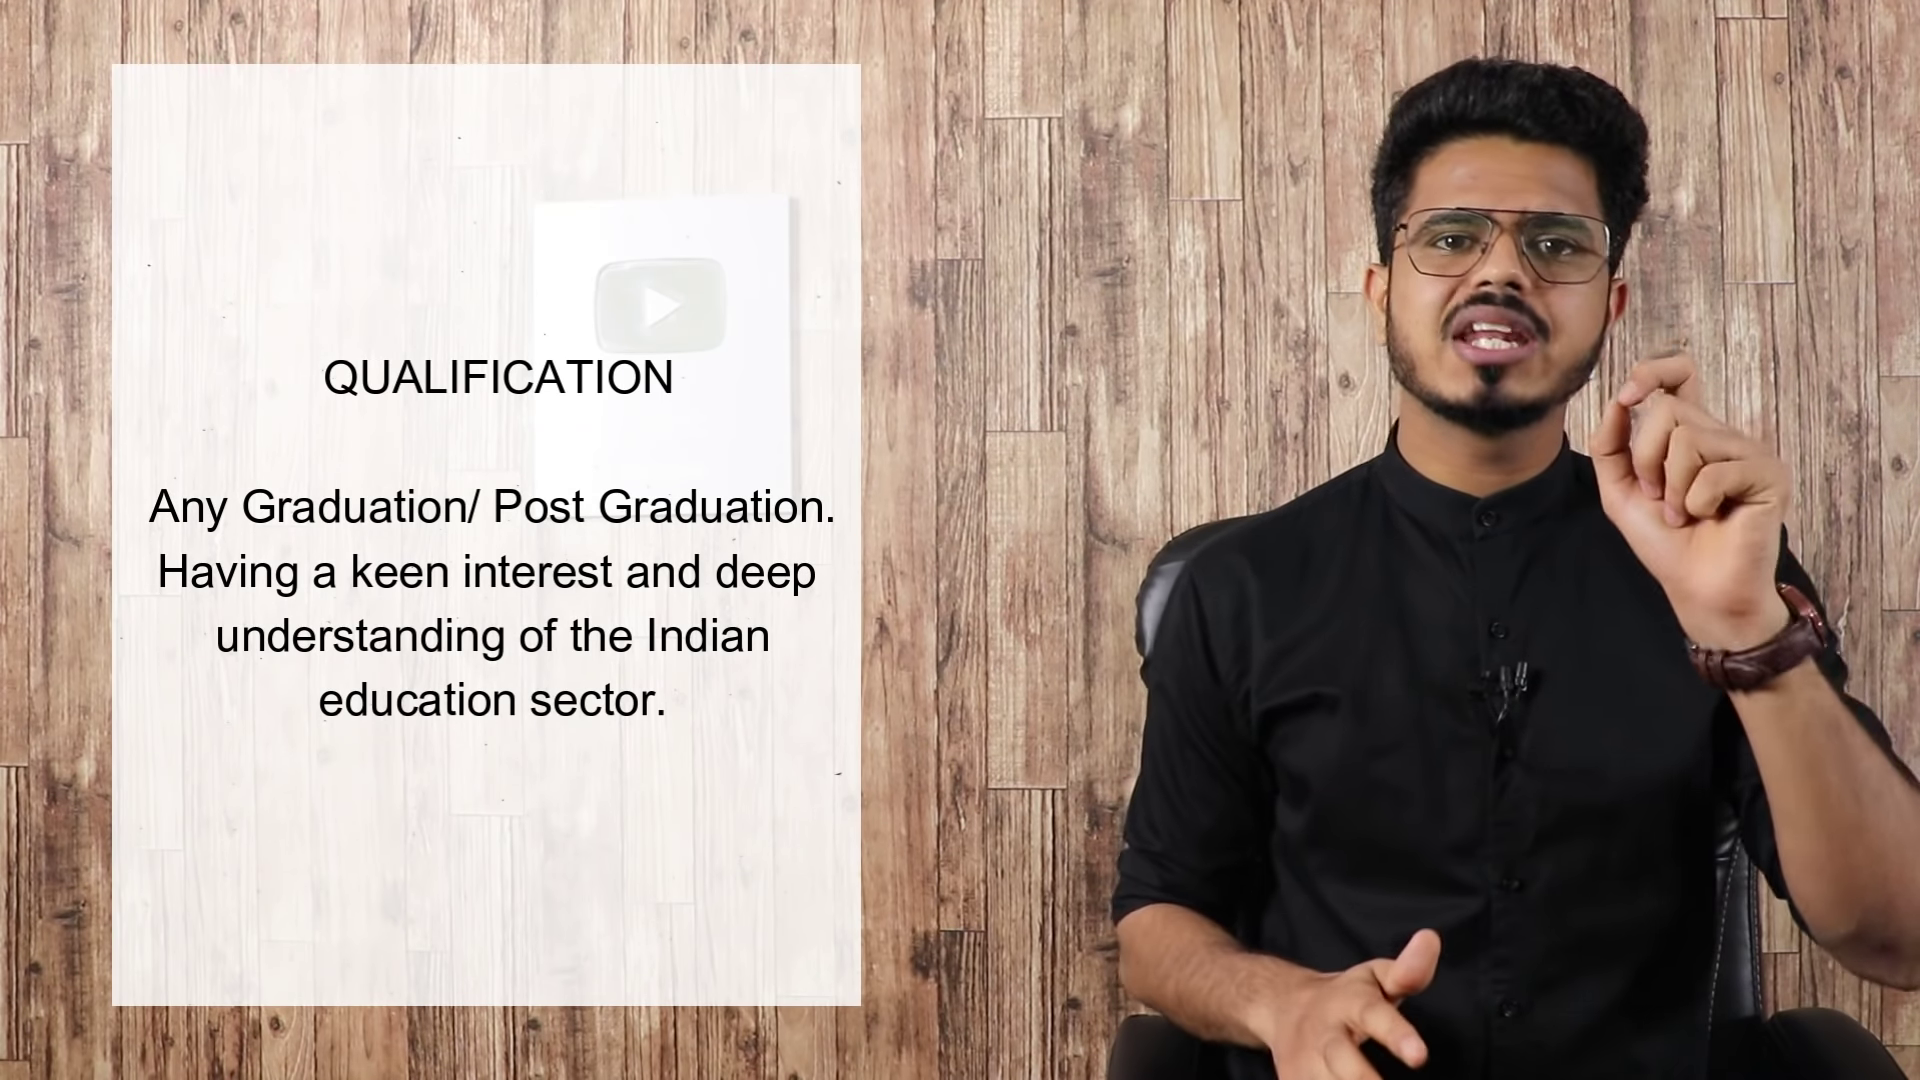 QUALIFICATION
Any Graduation/ Post Graduation.
Having a keen interest and deep
understanding of the Indian
education sector.